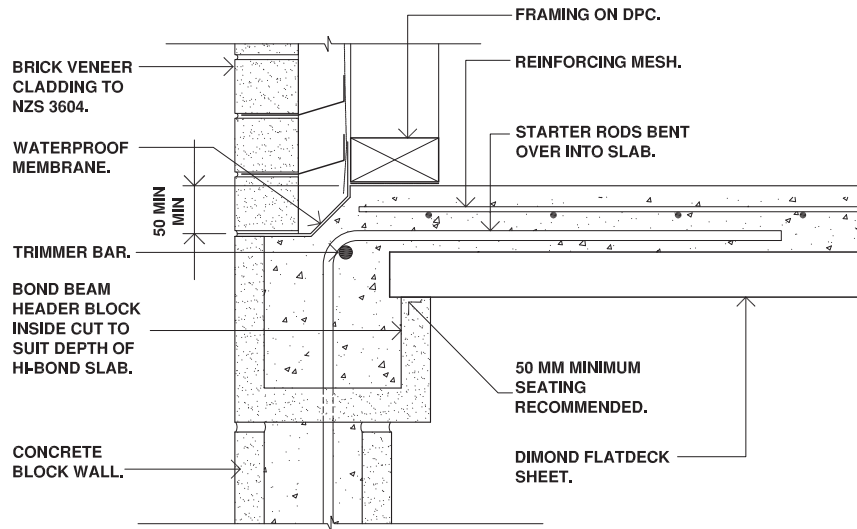 FRAMING ON DPC.
BRICK VENEER
CLADDING TO
NZS 3604.
REINFORCING MESH.
WATERPROOF
MEMBRANE.
STARTER RODS BENT
OVER INTO SLAB.
50 MIN
MIN
TRIMMER BAR.
BOND BEAM
HEADER BLOCK
INSIDE CUT TO
SUIT DEPTH OF
HI-BOND SLAB.
50 MM MINIMUM
SEATING
RECOMMENDED.
CONCRETE
BLOCK WALL.
DIMOND FLATDECK
SHEET.